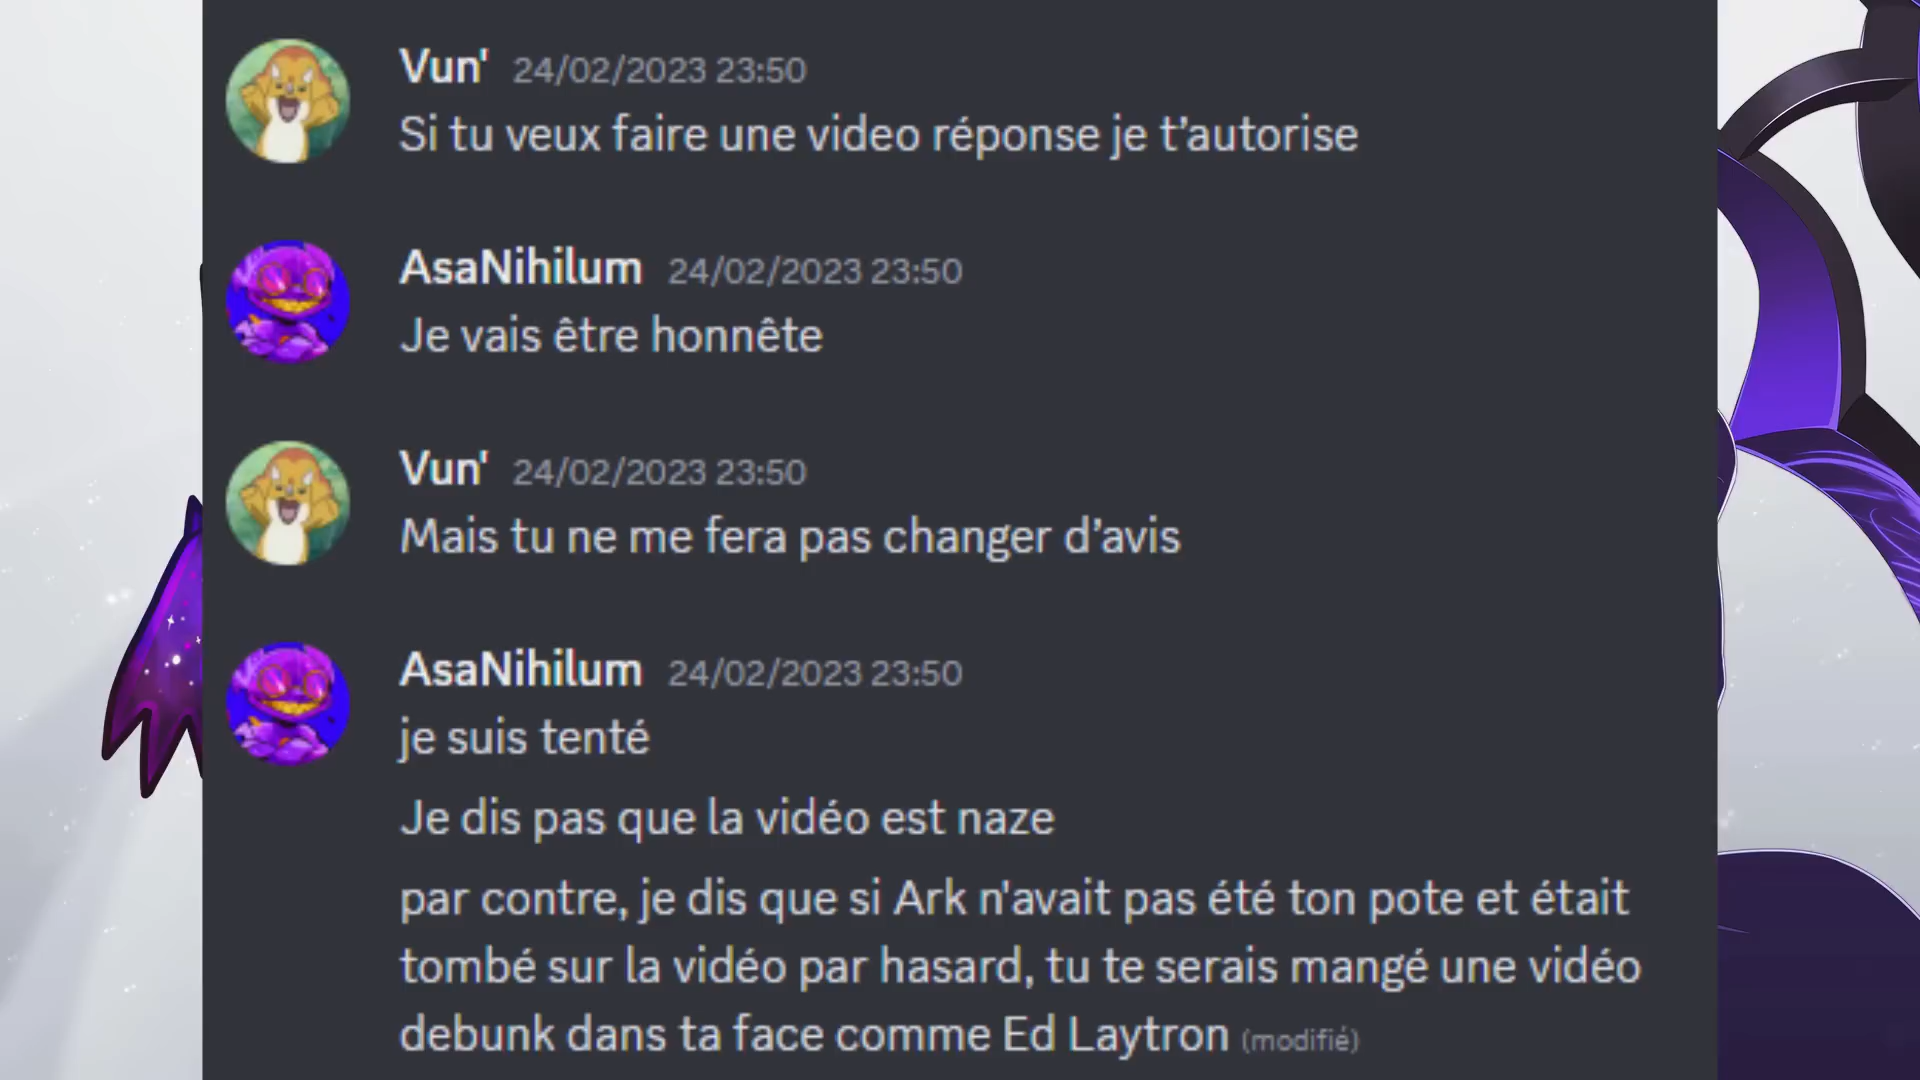 Vun' 24/02/2023 23:50
Si tu veux faire une video réponse je t’autorise
AsaNihilum 24/02/2023 23:50
Je vais être honnête
Vun' 24/02/2023 23:50
Mais tu ne me fera pas changer d’avis
AsaNihilum 24/02/2023 23:50
je suis tenté
Je dis pas que la vidéo est naze
par contre, je dis que si Ark n'avait pas été ton pote et était
tombé sur la vidéo par hasard, tu te serais mangé une vidéo
debunk dans ta face comme Ed Laytron (modifié)